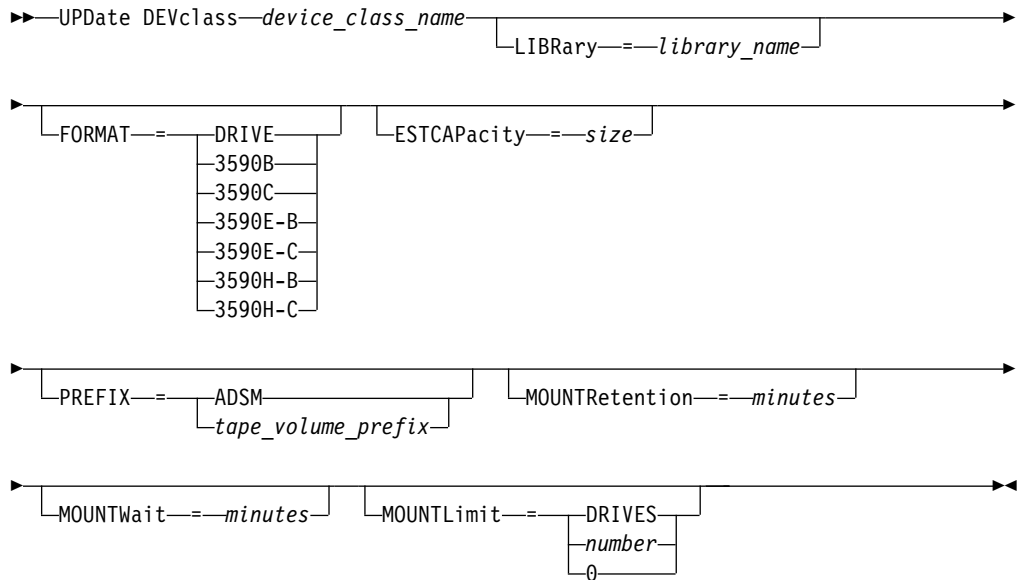 UPDate DEVclass device_class_name
LIBRary = library_name
FORMAT = DRIVE
3590B
3590C
3590E-B
3590E-C
3590H-B
3590H-C
ESTCAPacity = size
PREFIX = ADSM
tape_volume_prefix
MOUNTRetention = minutes
MOUNTWait = minutes
MOUNTLimit = DRIVES
number
0